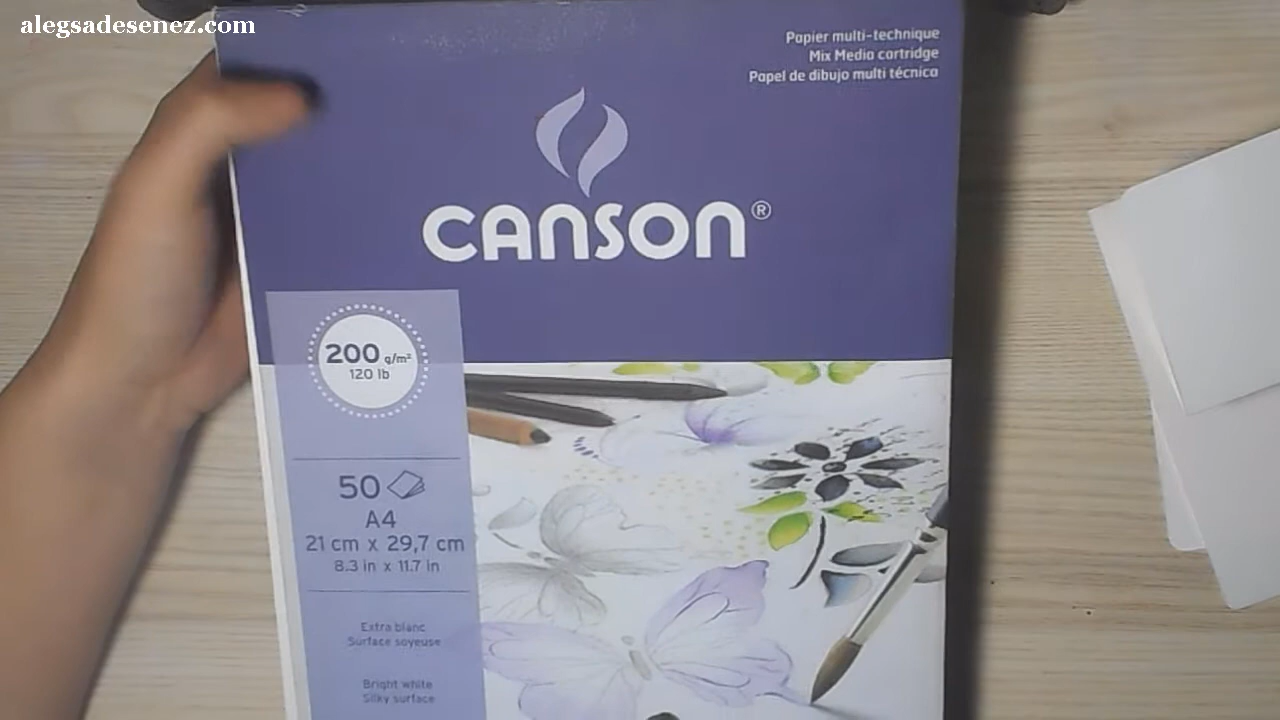 alegsadesenez.com
Papier multi-technique
Mix Media cartridge
Papel de dibujo multi técnica
CANSON®
200 g/m²
120 lb
50
A4
21 cm x 29,7 cm
8.3 in x 11.7 in
Extra blanc
Surface soyeuse
Bright white
Silky surface